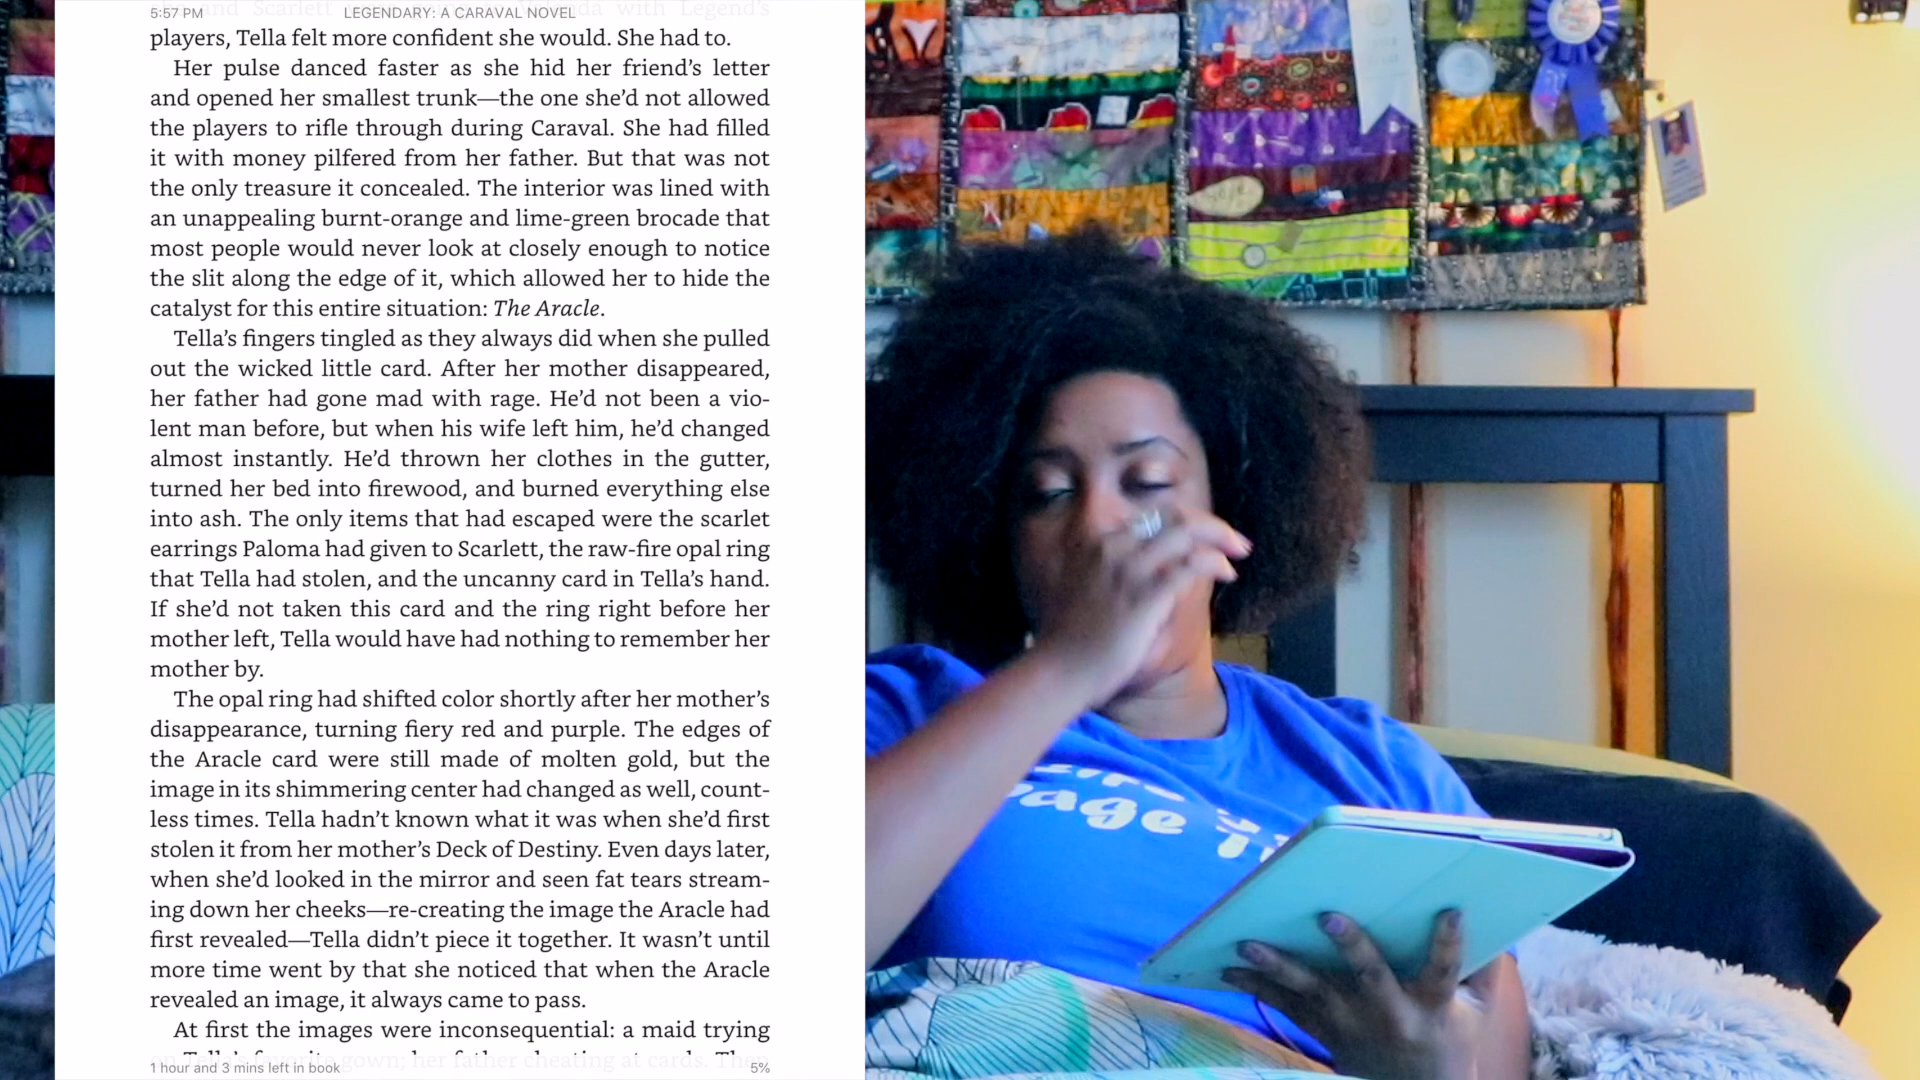 5:57 PM
LEGENDARY: A CARAVAL NOVEL
and Scarlett
with Legend's
players, Tella felt more confident she would. She had to.
Her pulse danced faster as she hid her friend’s letter
and opened her smallest trunk—the one she’d not allowed
the players to rifle through during Caraval. She had filled
it with money pilfered from her father. But that was not
the only treasure it concealed. The interior was lined with
an unappealing burnt-orange and lime-green brocade that
most people would never look at closely enough to notice
the slit along the edge of it, which allowed her to hide the
catalyst for this entire situation: The Aracle.
Tella’s fingers tingled as they always did when she pulled
out the wicked little card. After her mother disappeared,
her father had gone mad with rage. He’d not been a vio-
lent man before, but when his wife left him, he’d changed
almost instantly. He’d thrown her clothes in the gutter,
turned her bed into firewood, and burned everything else
into ash. The only items that had escaped were the scarlet
earrings Paloma had given to Scarlett, the raw-fire opal ring
that Tella had stolen, and the uncanny card in Tella’s hand.
If she’d not taken this card and the ring right before her
mother left, Tella would have had nothing to remember her
mother by.
The opal ring had shifted color shortly after her mother’s
disappearance, turning fiery red and purple. The edges of
the Aracle card were still made of molten gold, but the
image in its shimmering center had changed as well, count-
less times. Tella hadn’t known what it was when she’d first
stolen it from her mother’s Deck of Destiny. Even days later,
when she’d looked in the mirror and seen fat tears stream-
ing down her cheeks—re-creating the image the Aracle had
first revealed—Tella didn’t piece it together. It wasn’t until
more time went by that she noticed that when the Aracle
revealed an image, it always came to pass.
At first the images were inconsequential: a maid trying
on Tella’s favorite gown; her father cheating at cards. Then
1 hour and 3 mins left in book
5%
page